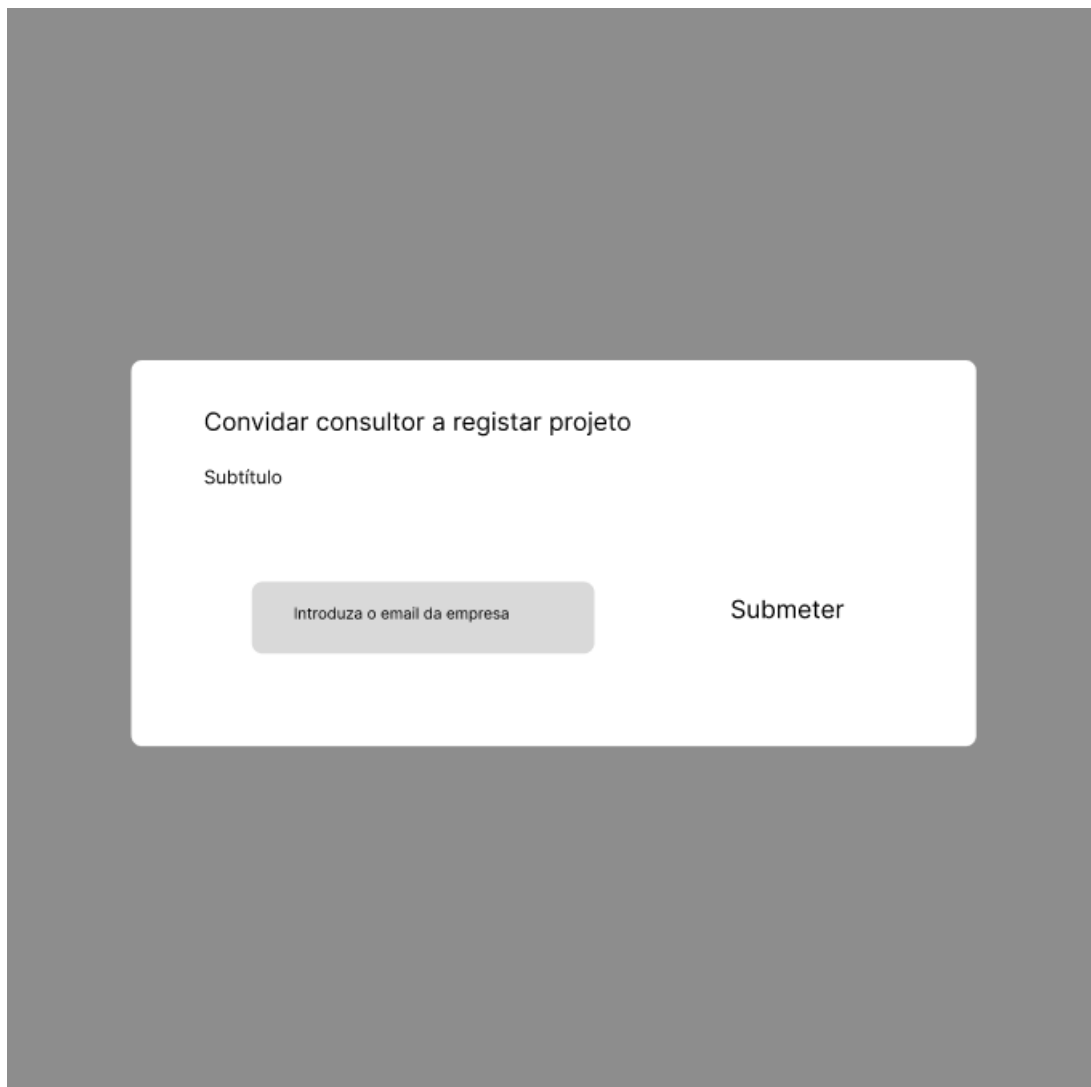 Convidar consultor a registar projeto
Subtítulo
Introduza o email da empresa
Submeter